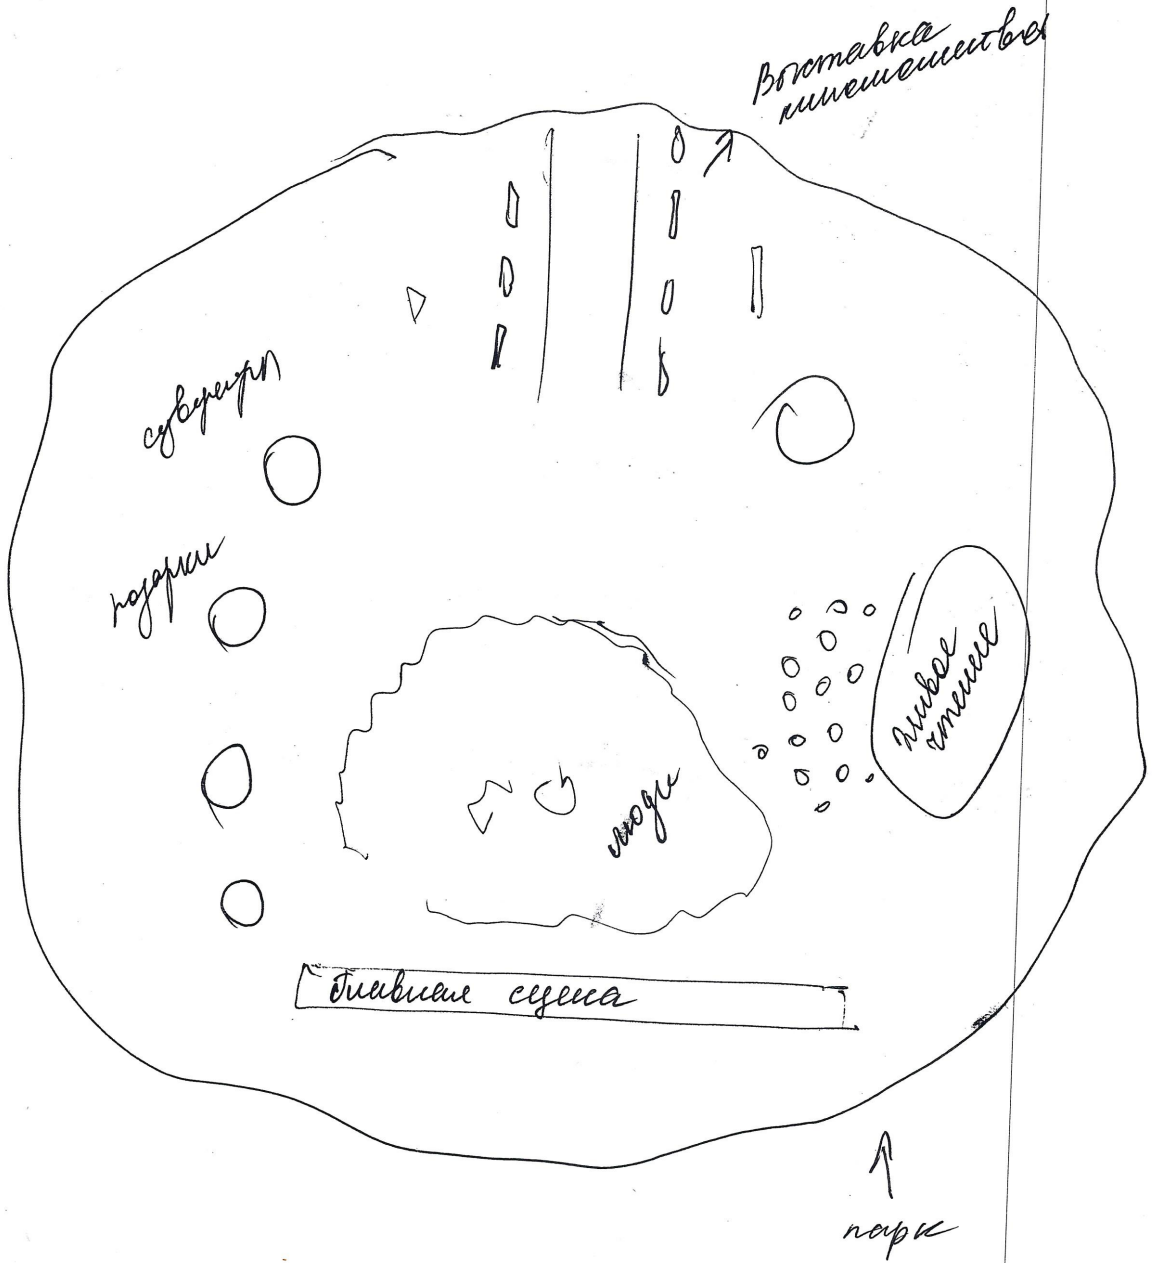 Выставка
сувениры
подарки
живое
чтение
люди
Главная сцена
парк